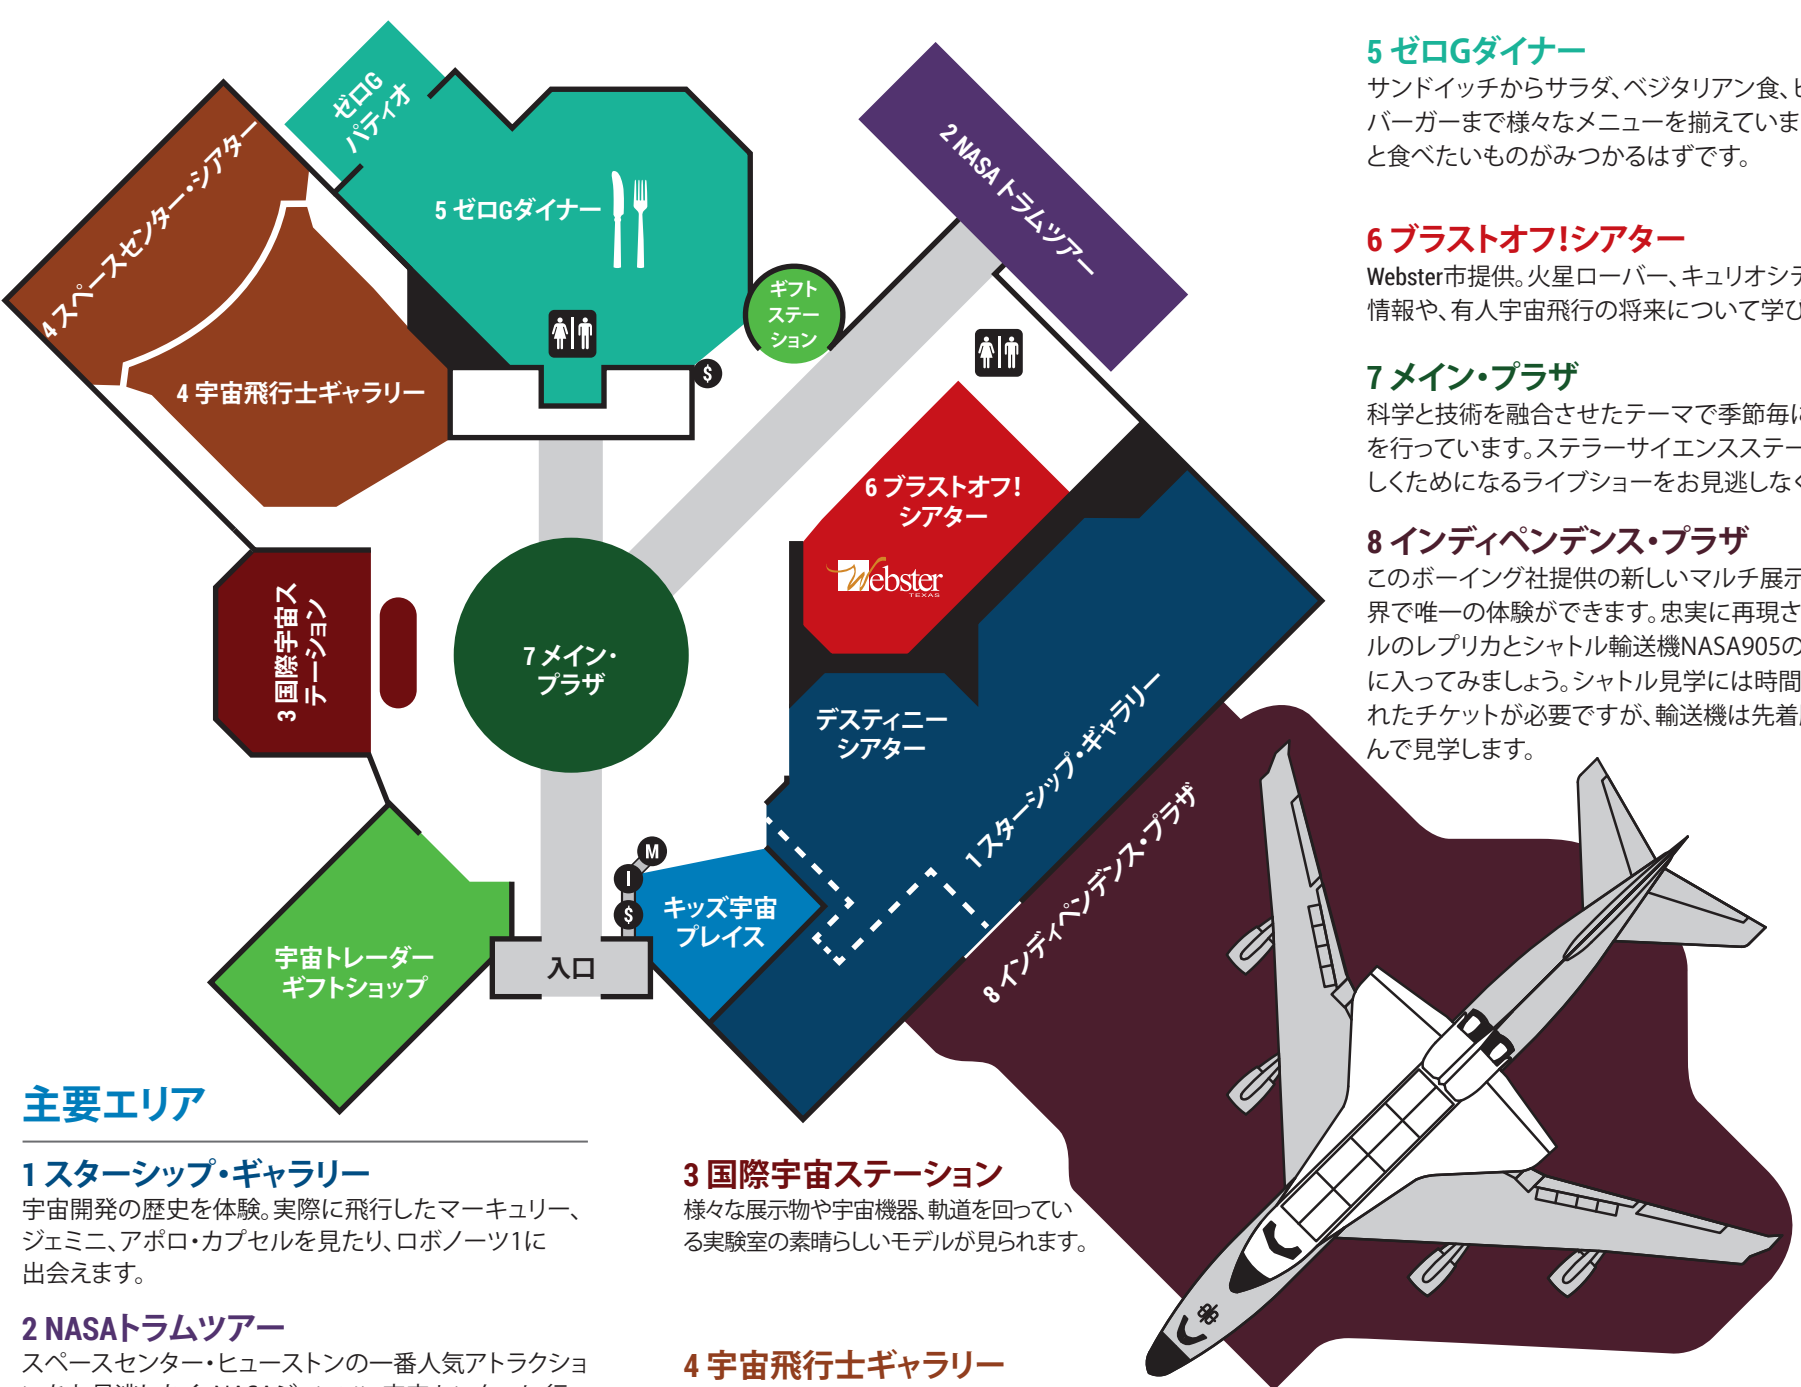 ゼロG
パティオ
4 スペースセンター・シアター
5 ゼロGダイナー
2 NASA トラムツアー
ギフト
ステー
ション
$
4 宇宙飛行士ギャラリー
6 ブラストオフ!
シアター
Webster
TEXAS
3 国際宇宙ス
テーション
7 メイン・
プラザ
デスティニー
シアター
1 スターシップ・ギャラリー
8 インディペンデンス・プラザ
M
I
$
キッズ宇宙
プレイス
宇宙トレーダー
ギフトショップ
入口
主要エリア
1 スターシップ・ギャラリー
宇宙開発の歴史を体験。実際に飛行したマーキュリー、
ジェミニ、アポロ・カプセルを見たり、ロボノーツ1に
出会えます。
2 NASAトラムツアー
スペースセンター・ヒューストンの一番人気アトラクショ
3 国際宇宙ステーション
様々な展示物や宇宙機器、軌道を回ってい
る実験室の素晴らしいモデルが見られます。
4 宇宙飛行士ギャラリー
5 ゼロGダイナー
サンドイッチからサラダ、ベジタリアン食、ピ
バーガーまで様々なメニューを揃えていま
と食べたいものがみつかるはずです。
6 ブラストオフ!シアター
Webster市提供。火星ローバー、キュリオシテ
情報や、有人宇宙飛行の将来について学び
7 メイン・プラザ
科学と技術を融合させたテーマで季節毎に
を行っています。ステラーサイエンスステー
しくためになるライブショーをお見逃しなく
8 インディペンデンス・プラザ
このボーイング社提供の新しいマルチ展示
界で唯一の体験ができます。忠実に再現さ
ルのレプリカとシャトル輸送機NASA905の
に入ってみましょう。シャトル見学には時間
れたチケットが必要ですが、輸送機は先着
んで見学します。